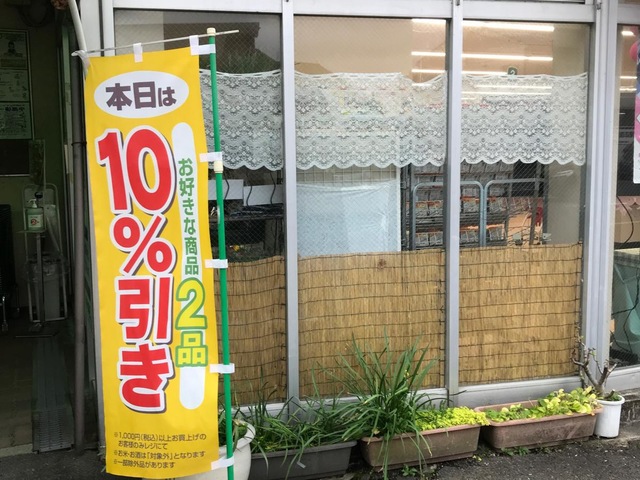 本日は
10%引き
お好きな商品2品
※1,000円(税込)以上お買上げの
お客様のみレジにて
※お米・お酒は「対象外」となります
※一部除外品があります